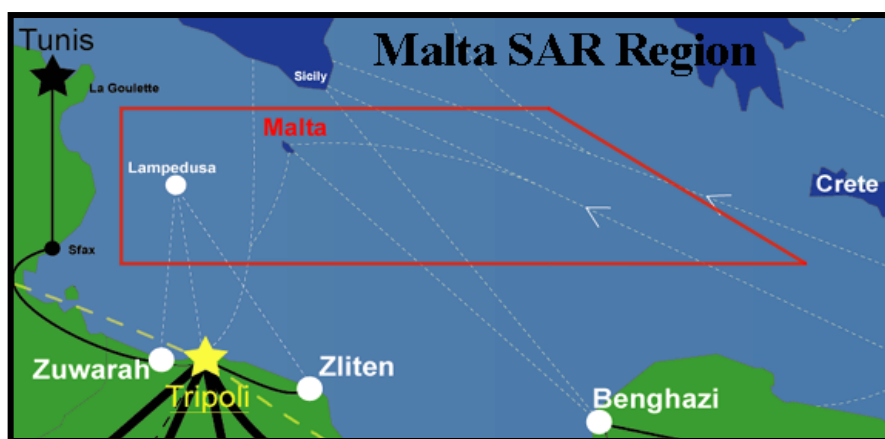 Tunis
Malta SAR Region
Sicily
La Goulette
Malta
Lampedusa
Crete
Sfax
Zuwarah
Zliten
Tripoli
Benghazi